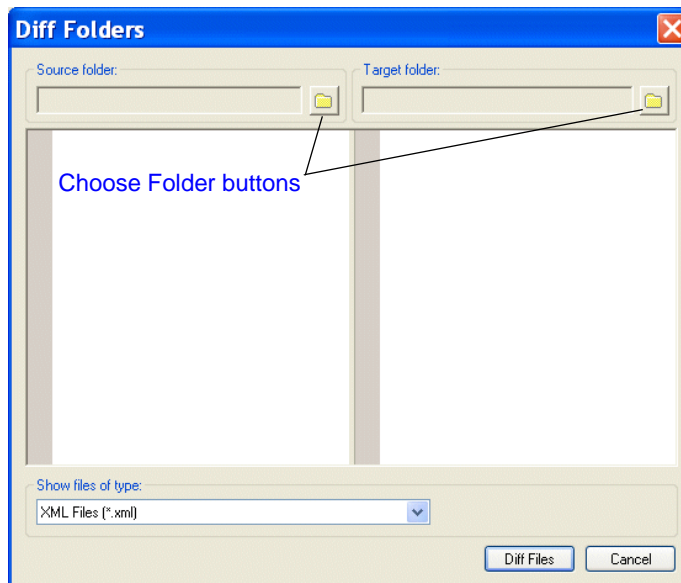 Diff Folders
Source folder:
Target folder:
Choose Folder buttons
Show files of type:
XML Files (*.xml)
Diff Files
Cancel